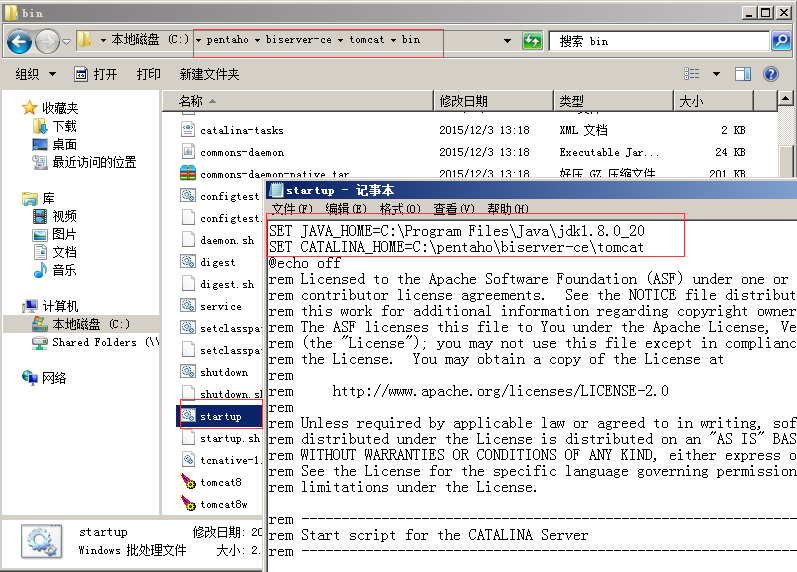 bin
本地磁盘 (C:) pentaho biserver-ce tomcat bin
搜索 bin
组织 打开 打印 新建文件夹
收藏夹
下载
桌面
最近访问的位置
库
视频
图片
文档
音乐
计算机
本地磁盘 (C:)
Shared Folders (\\
网络
名称 修改日期 类型 大小
catalina-tasks 2015/12/3 13:18 XML 文档 2 KB
commons-daemon 2015/12/3 13:18 Executable Jar... 24 KB
commons-daemon-native.tar 2015/12/3 13:18 好压 GZ 压缩文件 201 KB
configtest
configtest.
daemon.sh
digest
digest.sh
service
setclasspa
setclasspa
shutdown
shutdown.sh
startup
startup.sh
tcnative-1.
tomcat8
tomcat8w
startup - 记事本
文件(F) 编辑(E) 格式(O) 查看(V) 帮助(H)
SET JAVA_HOME=C:\Program Files\Java\jdk1.8.0_20
SET CATALINA_HOME=C:\pentaho\biserver-ce\tomcat
@echo off
rem Licensed to the Apache Software Foundation (ASF) under one or
rem contributor license agreements.  See the NOTICE file distribut
rem this work for additional information regarding copyright owner
rem The ASF licenses this file to You under the Apache License, Ve
rem (the "License"); you may not use this file except in complianc
rem the License.  You may obtain a copy of the License at
rem
rem     http://www.apache.org/licenses/LICENSE-2.0
rem
rem Unless required by applicable law or agreed to in writing, sof
rem distributed under the License is distributed on an "AS IS" BAS
rem WITHOUT WARRANTIES OR CONDITIONS OF ANY KIND, either express o
rem See the License for the specific language governing permission
rem limitations under the License.
rem ---------------------------------------------------------------
rem Start script for the CATALINA Server
rem ---------------------------------------------------------------
startup 修改日期: 20
Windows 批处理文件 大小: 2.